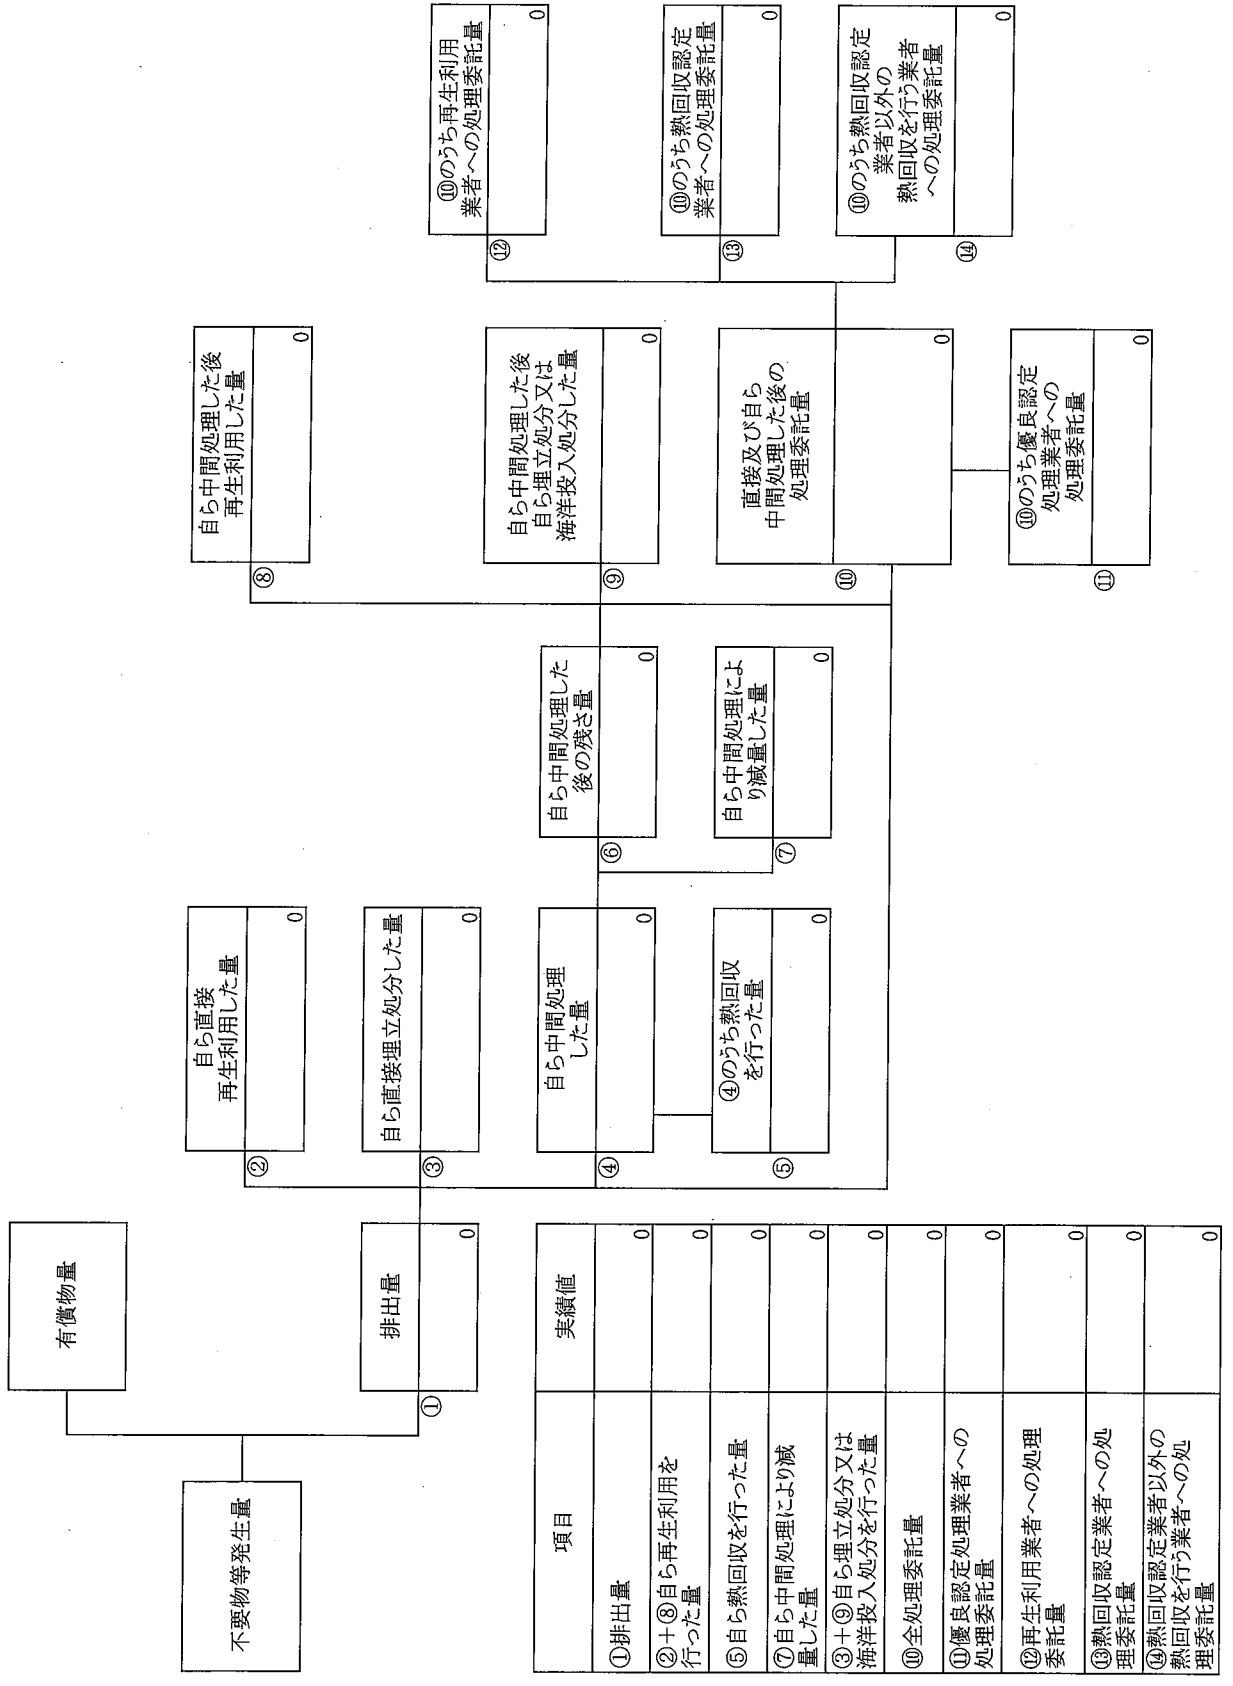 有償物量
不要物等発生量
①
排出量
0
②
自ら直接
再生利用した量
0
③
自ら直接埋立処分した量
0
④
自ら中間処理
した量
0
⑤
④のうち熱回収
を行った量
0
⑥
自ら中間処理した
後の残さ量
0
⑦
自ら中間処理によ
り減量した量
0
⑧
自ら中間処理した後
再生利用した量
0
⑨
自ら中間処理した後
自ら埋立処分又は
海洋投入処分した量
0
⑩
直接及び自ら
中間処理した後の
処理委託量
0
⑪
⑩のうち優良認定
処理業者への
処理委託量
0
⑫
⑩のうち再生利用
業者への処理委託量
0
⑬
⑩のうち熱回収認定
業者への処理委託量
0
⑭
⑩のうち熱回収認定
業者以外の
熱回収を行う業者
への処理委託量
0
項目 実績値
①排出量 0
②+⑧自ら再生利用を
行った量 0
⑤自ら熱回収を行った量 0
⑦自ら中間処理により減
量した量 0
③+⑨自ら埋立処分又は
海洋投入処分を行った量 0
⑩全処理委託量 0
⑪優良認定処理業者への
処理委託量 0
⑫再生利用業者への処理
委託量 0
⑬熱回収認定業者への処
理委託量 0
⑭熱回収認定業者以外の
熱回収を行う業者への処
理委託量 0